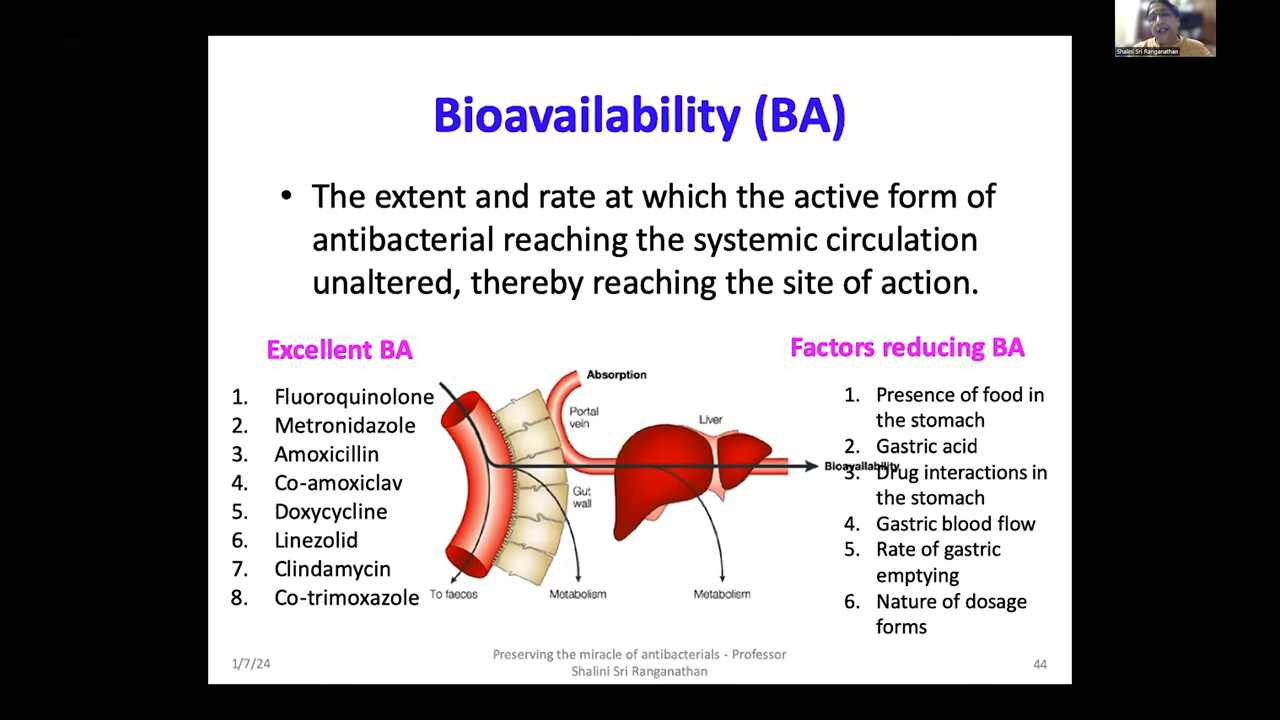 Shalini Sri Ranganathan
Bioavailability (BA)
• The extent and rate at which the active form of
antibacterial reaching the systemic circulation
unaltered, thereby reaching the site of action.
Excellent BA
1. Fluoroquinolone
2. Metronidazole
3. Amoxicillin
4. Co-amoxiclav
5. Doxycycline
6. Linezolid
7. Clindamycin
8. Co-trimoxazole
Absorption
Portal
vein
Liver
Bioavailability
Gut
wall
To faeces
Metabolism
Metabolism
Factors reducing BA
1. Presence of food in
the stomach
2. Gastric acid
3. Drug interactions in
the stomach
4. Gastric blood flow
5. Rate of gastric
emptying
6. Nature of dosage
forms
1/7/24
Preserving the miracle of antibacterials - Professor
Shalini Sri Ranganathan
44